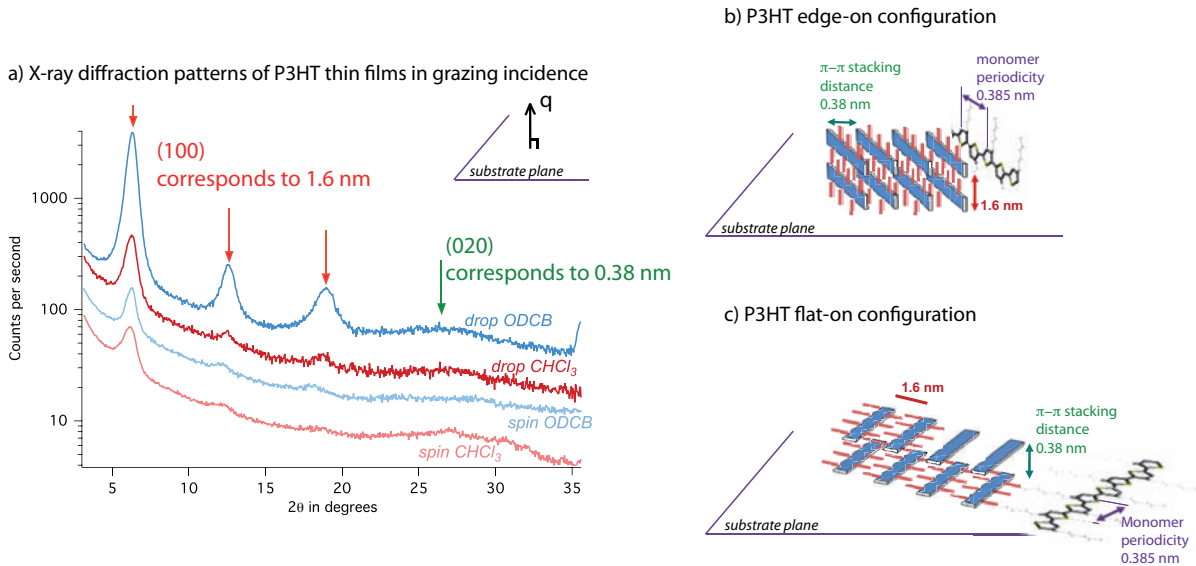 a) X-ray diffraction patterns of P3HT thin films in grazing incidence
q
substrate plane
(100)
corresponds to 1.6 nm
(020)
corresponds to 0.38 nm
drop ODCB
drop CHCl₃
spin ODCB
spin CHCl₃
Counts per second
1000
100
10
5
10
15
20
25
30
35
2θ in degrees
b) P3HT edge-on configuration
π−π stacking
distance
0.38 nm
monomer
periodicity
0.385 nm
1.6 nm
substrate plane
c) P3HT flat-on configuration
1.6 nm
π−π stacking
distance
0.38 nm
substrate plane
Monomer
periodicity
0.385 nm